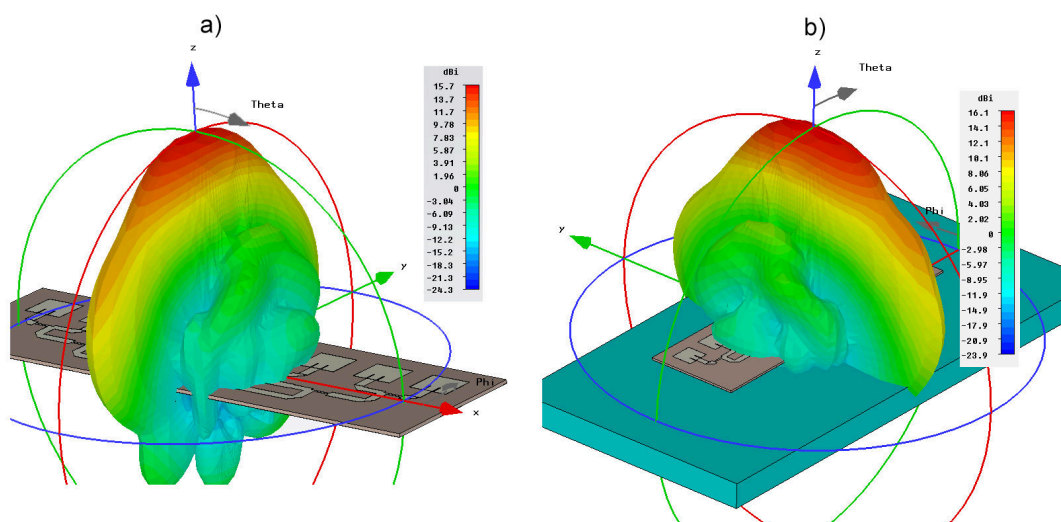 a)
z
Theta
dBi
15.7
13.7
11.7
9.78
7.83
5.87
3.91
1.96
0
-3.04
-6.09
-9.13
-12.2
-15.2
-18.3
-21.3
-24.3
y
Phi
x
b)
z
Theta
dBi
16.1
14.1
12.1
10.1
8.06
6.05
4.03
2.02
0
-2.98
-5.97
-8.95
-11.9
-14.9
-17.9
-20.9
-23.9
Phi
y